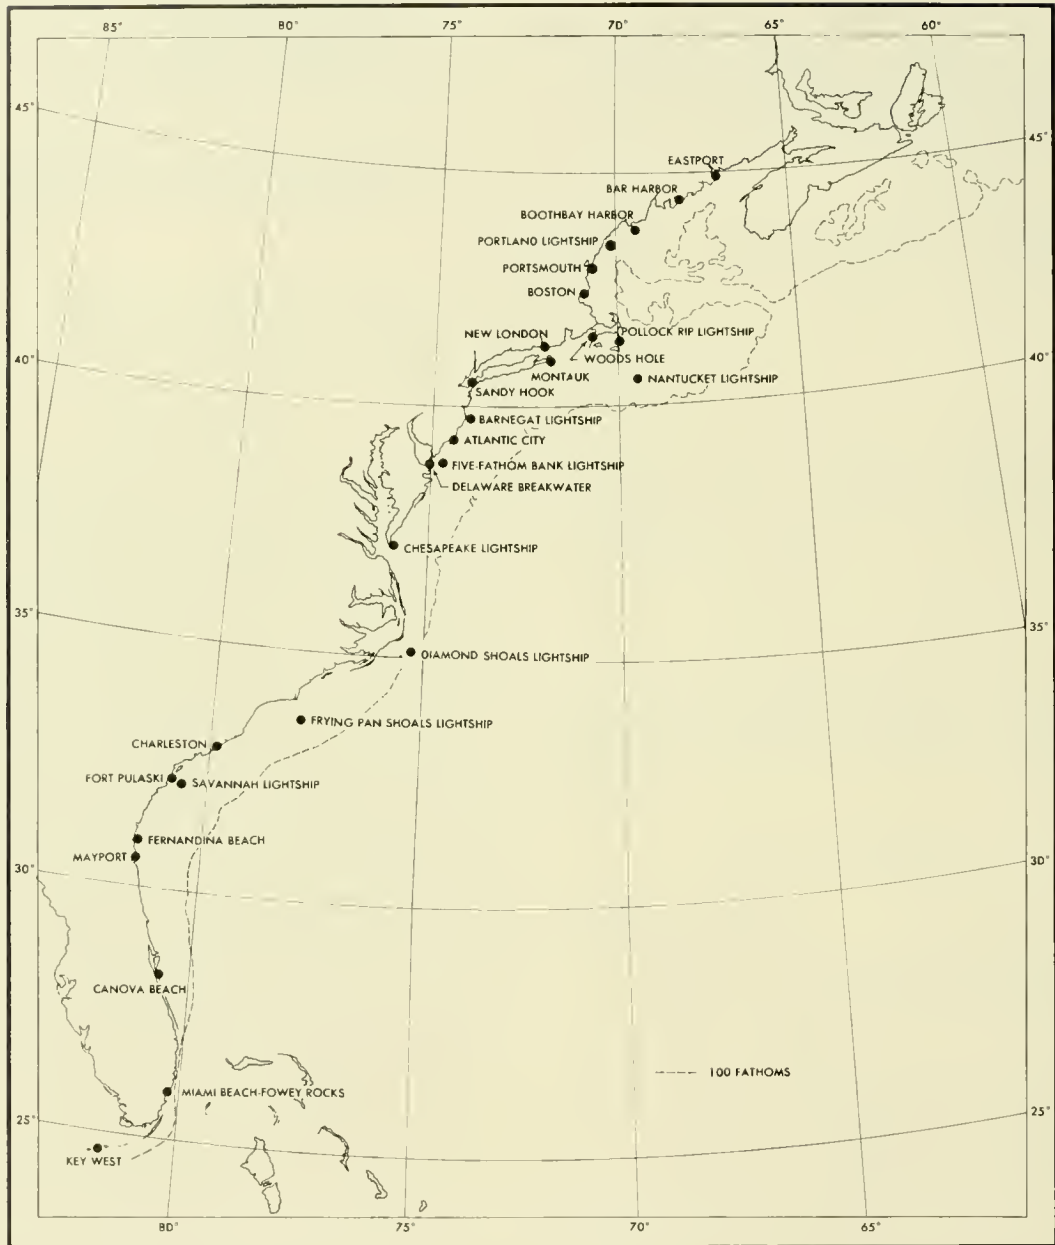 85° 80° 75° 70° 65° 60°
45°
45°
EASTPORT
BAR HARBOR
BOOTHBAY HARBOR
PORTLAND LIGHTSHIP
PORTSMOUTH
BOSTON
NEW LONDON
POLLOCK RIP LIGHTSHIP
40°
40°
WOODS HOLE
MONTAUK
NANTUCKET LIGHTSHIP
SANDY HOOK
BARNEGAT LIGHTSHIP
ATLANTIC CITY
FIVE-FATHOM BANK LIGHTSHIP
DELAWARE BREAKWATER
CHESAPEAKE LIGHTSHIP
35°
35°
DIAMOND SHOALS LIGHTSHIP
FRYING PAN SHOALS LIGHTSHIP
CHARLESTON
FORT PULASKI
SAVANNAH LIGHTSHIP
FERNANDINA BEACH
MAYPORT
30°
30°
CANOVA BEACH
100 FATHOMS
MIAMI BEACH-FOWEY ROCKS
25°
25°
KEY WEST
80° 75° 70° 65°